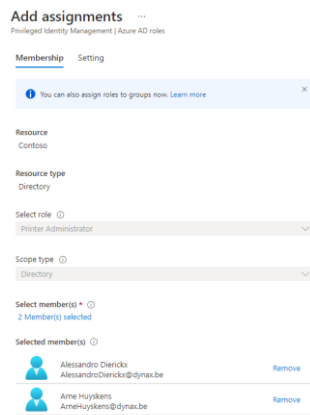 Add assignments ...
Privileged Identity Management | Azure AD roles
Membership Setting
You can also assign roles to groups now. Learn more
Resource
Contoso
Resource type
Directory
Select role
Printer Administrator
Scope type
Directory
Select member(s) *
2 Member(s) selected
Selected member(s)
Alessandro Dierickx
AlessandroDierickx@dynax.be
Remove
Arne Huyskens
ArneHuyskens@dynax.be
Remove